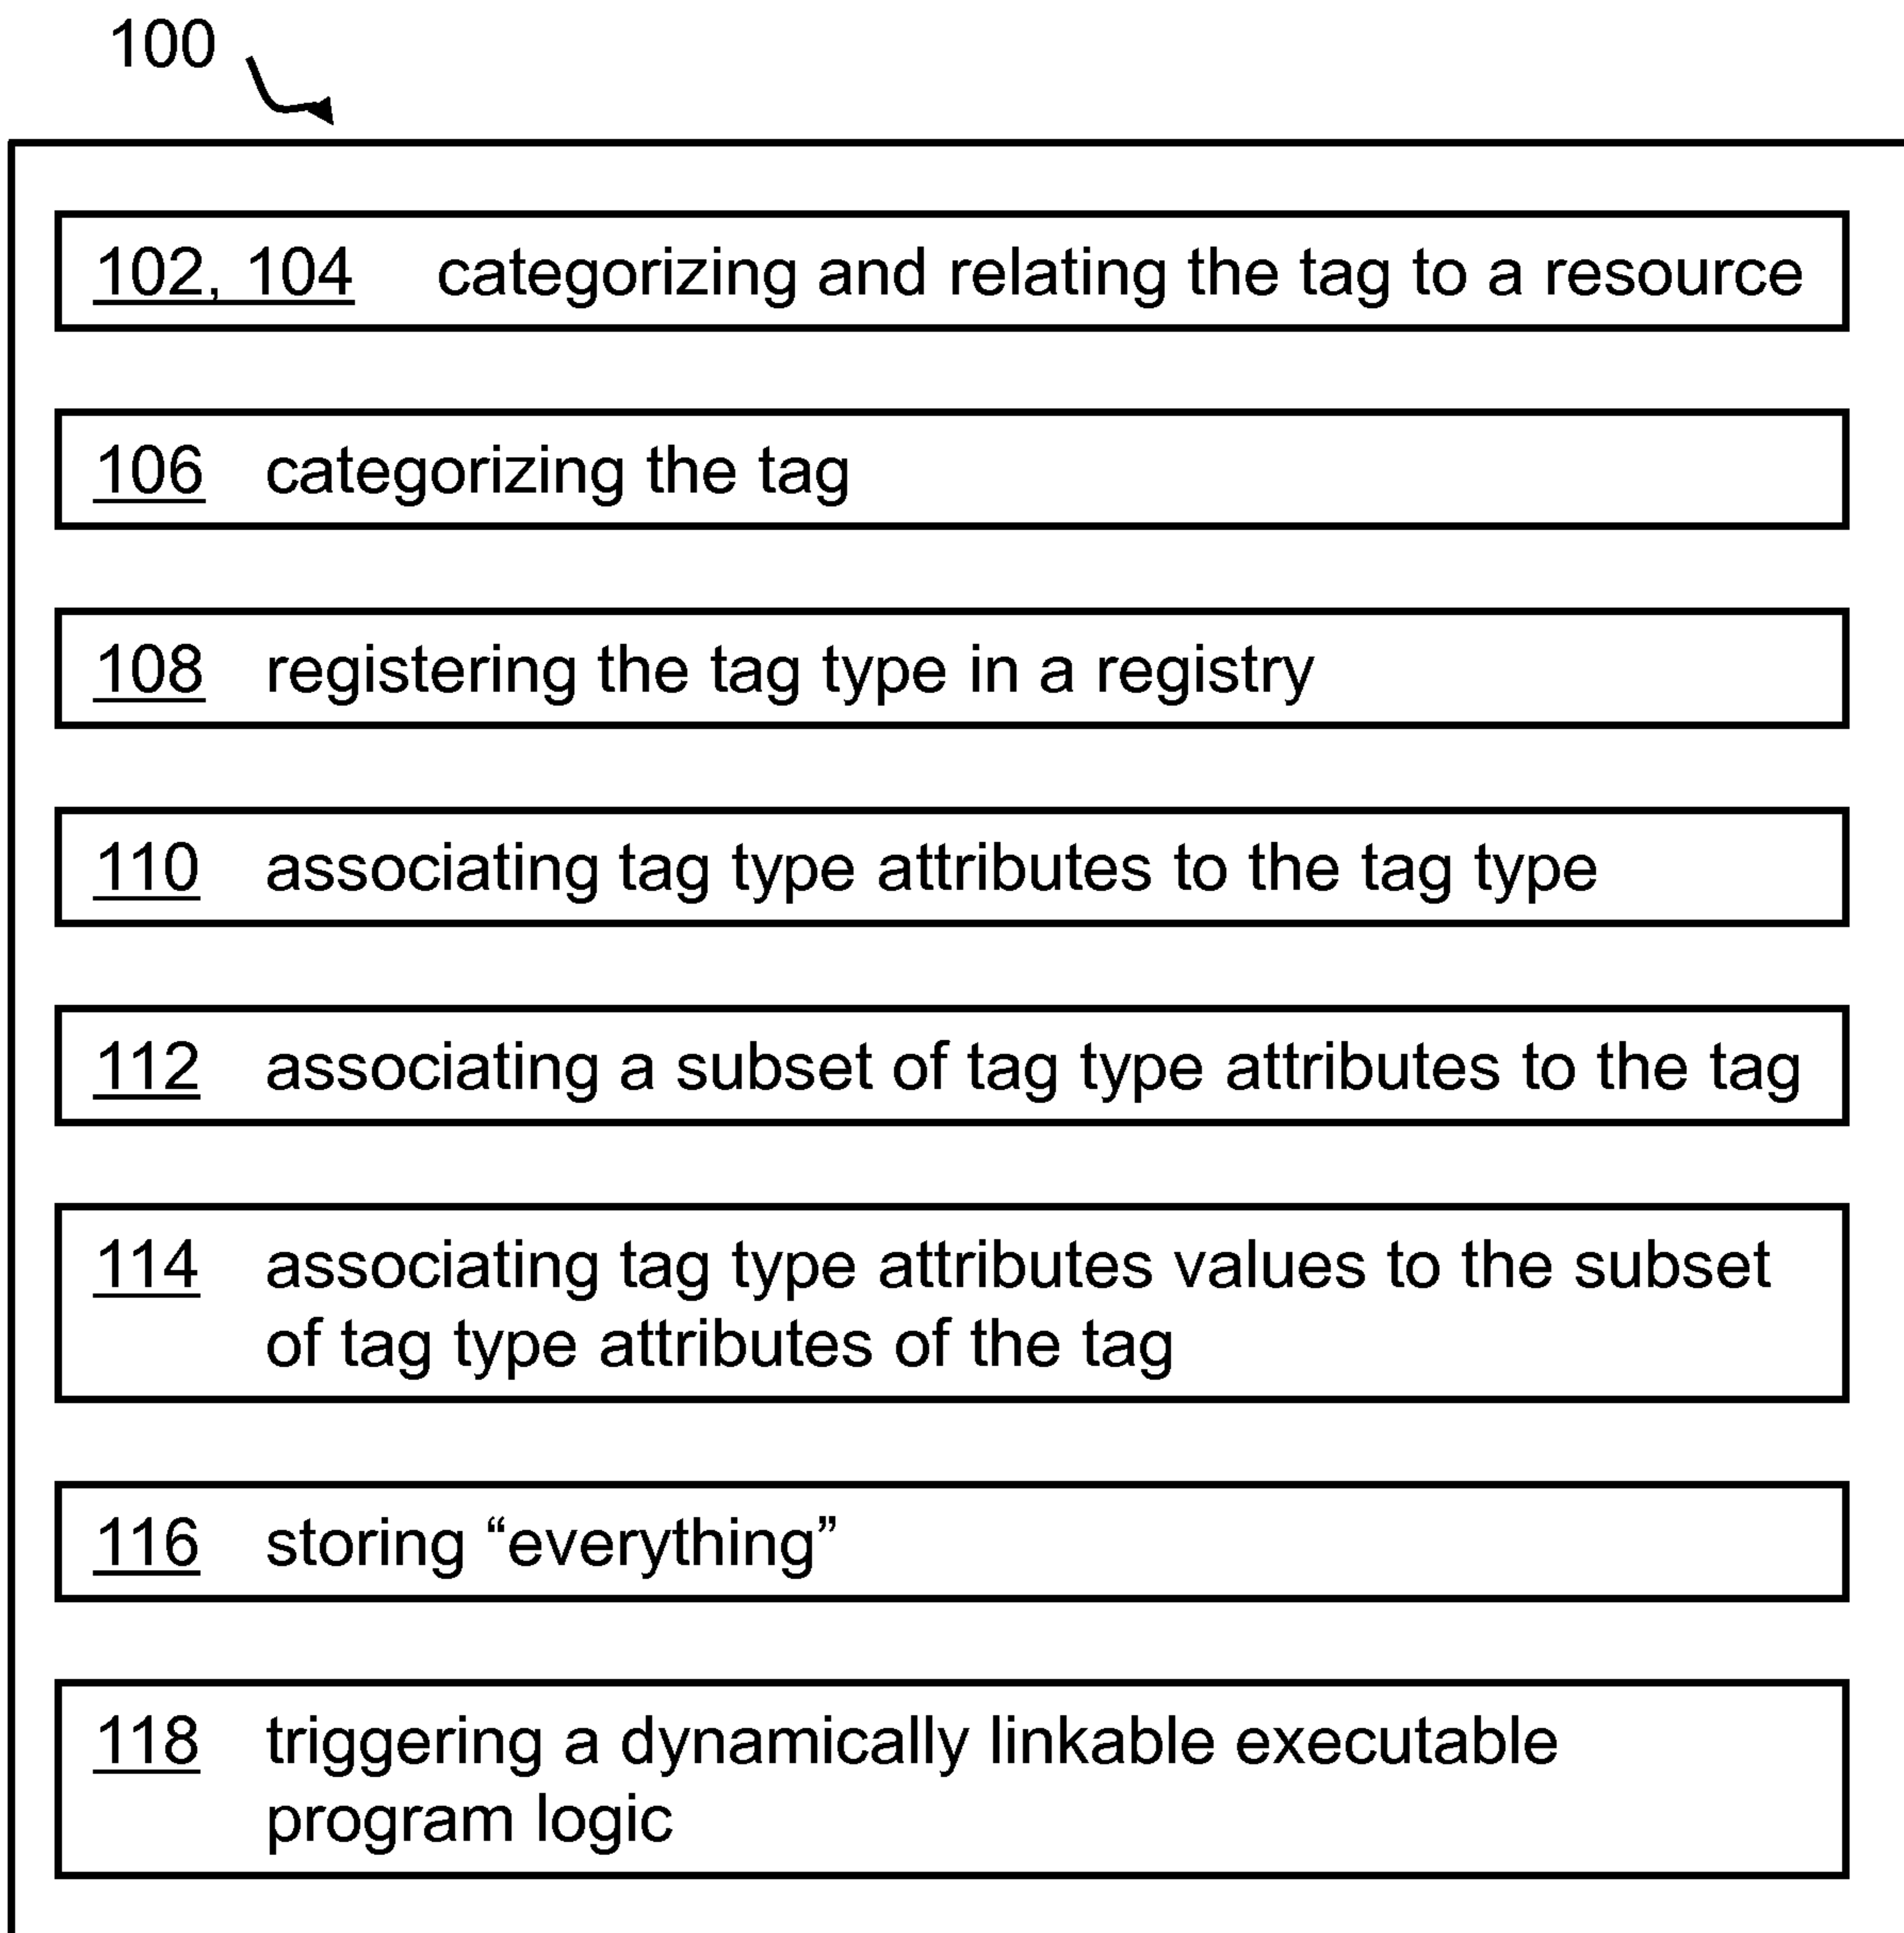 100
102, 104 categorizing and relating the tag to a resource
106 categorizing the tag
108 registering the tag type in a registry
110 associating tag type attributes to the tag type
112 associating a subset of tag type attributes to the tag
114 associating tag type attributes values to the subset
of tag type attributes of the tag
116 storing “everything”
118 triggering a dynamically linkable executable
program logic